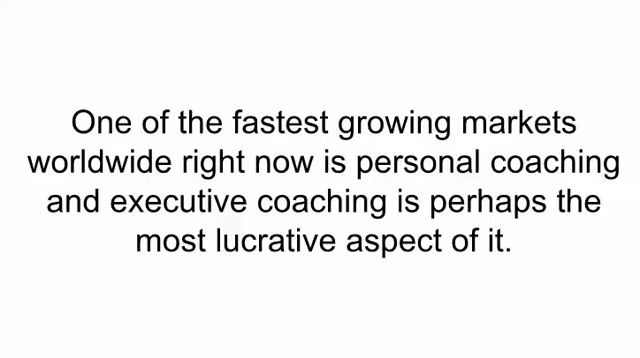 One of the fastest growing markets
worldwide right now is personal coaching
and executive coaching is perhaps the
most lucrative aspect of it.